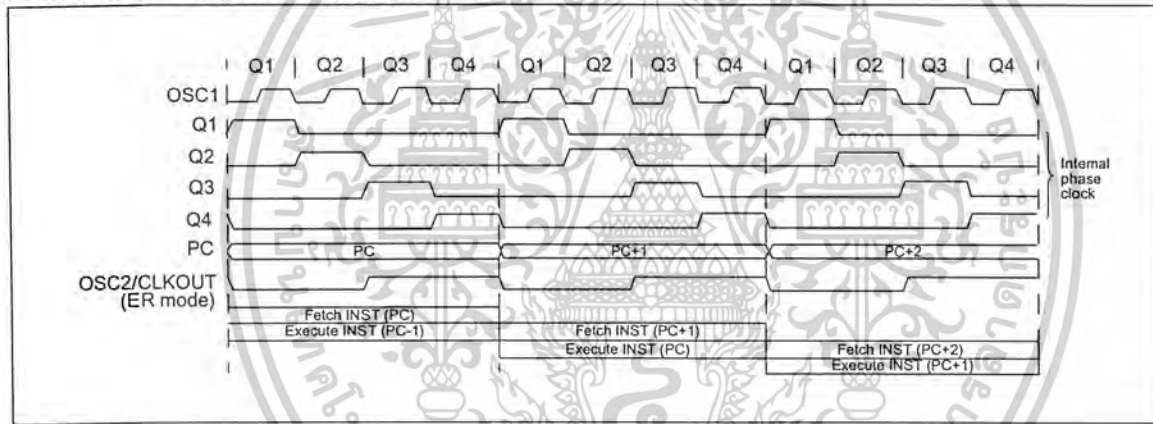 Q1 Q2 Q3 Q4 Q1 Q2 Q3 Q4 Q1 Q2 Q3 Q4
OSC1
Q1
Q2
Q3
Q4
Internal
phase
clock
PC PC PC+1 PC+2
OSC2/CLKOUT
(ER mode)
Fetch INST (PC)
Execute INST (PC-1) Fetch INST (PC+1)
Execute INST (PC) Fetch INST (PC+2)
Execute INST (PC+1)